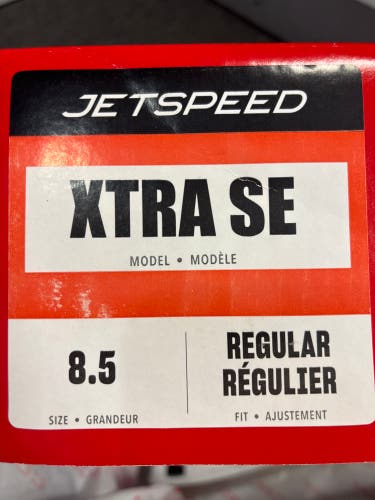 JETSPEED
XTRA SE
MODEL • MODÈLE
8.5
SIZE • GRANDEUR
REGULAR
RÉGULIER
FIT • AJUSTEMENT